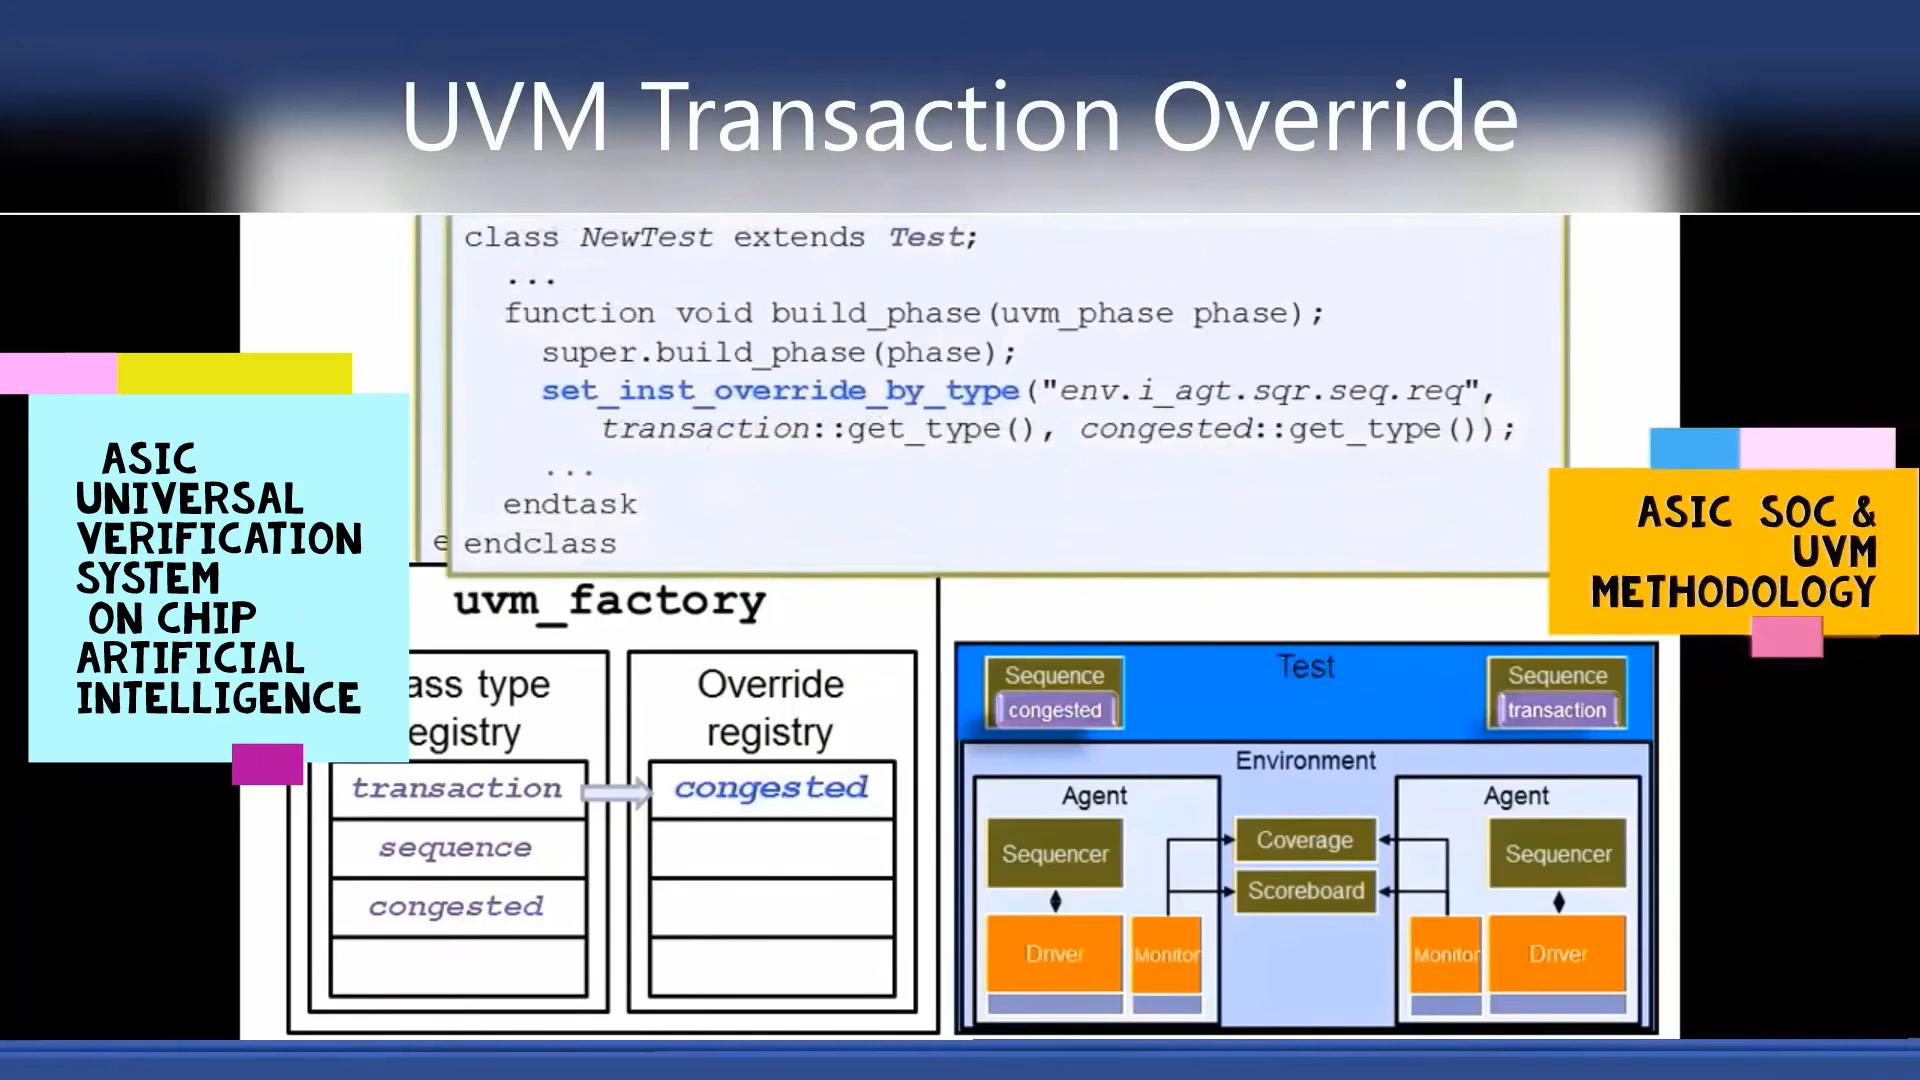 UVM Transaction Override
class NewTest extends Test;
...
function void build_phase(uvm_phase phase);
super.build_phase(phase);
set_inst_override_by_type("env.i_agt.sqr.seq.req",
transaction::get_type(), congested::get_type());
...
endtask
e endclass
ASIC
UNIVERSAL
VERIFICATION
SYSTEM
ON CHIP
ARTIFICIAL
INTELLIGENCE
ASIC SOC &
UVM
METHODOLOGY
uvm_factory
ass type
egistry
transaction
sequence
congested
Override
registry
congested
Test
Sequence
congested
Sequence
transaction
Environment
Agent
Sequencer
Driver
Monitor
Coverage
Scoreboard
Agent
Sequencer
Monitor
Driver